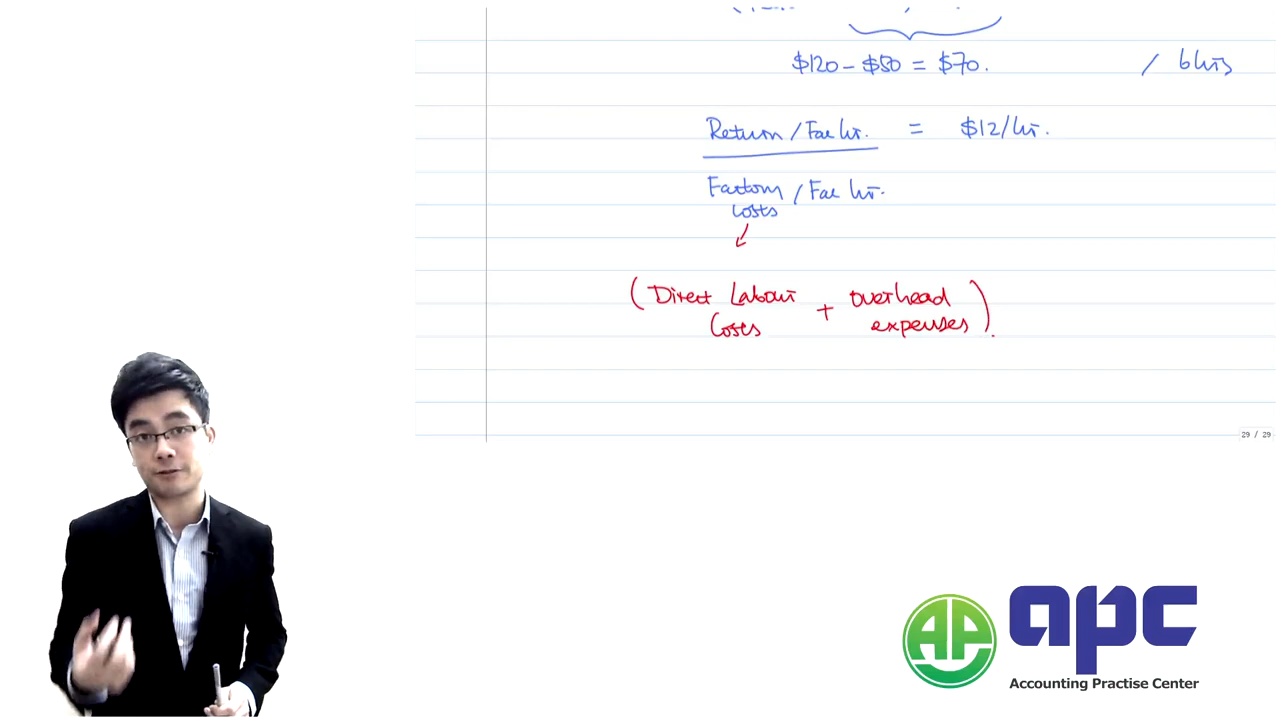 $120 - $50 = $70. / 6hrs
Return / Fac hr. = $12/hr.
Factory costs / Fac hr.
(Direct Labour Costs + overhead expenses).
29 / 29
AP
apc
Accounting Practise Center